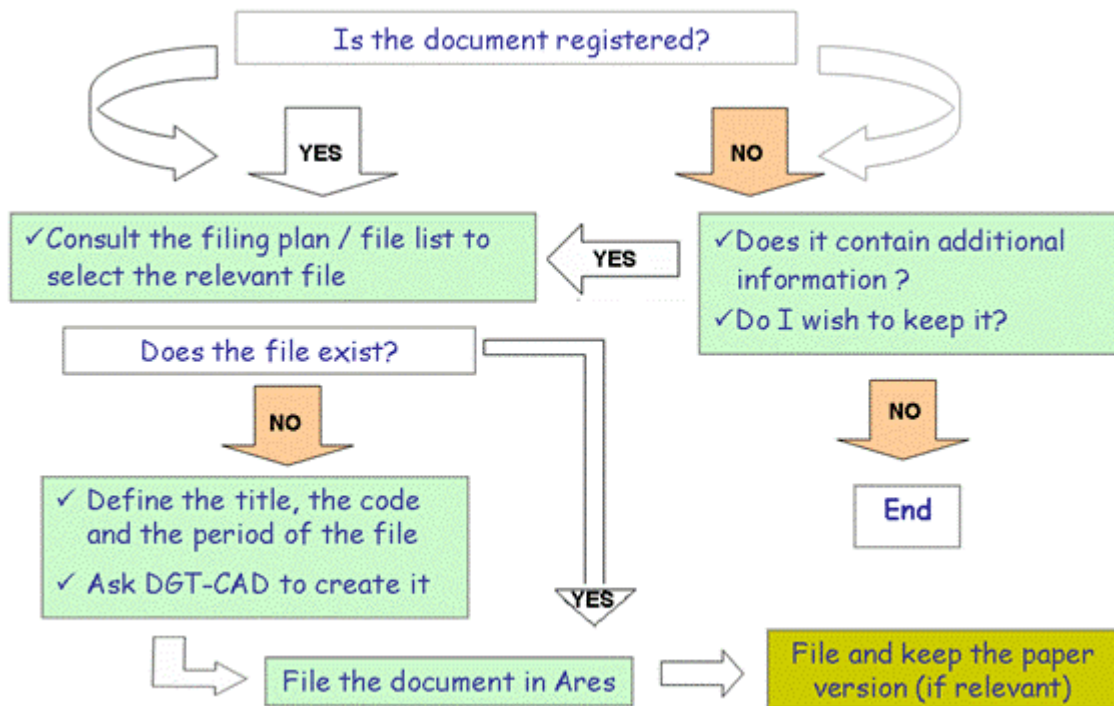 Is the document registered?
YES
NO
✓Consult the filing plan / file list to
select the relevant file
YES
✓Does it contain additional
information ?
✓Do I wish to keep it?
Does the file exist?
NO
NO
✓ Define the title, the code
and the period of the file
✓ Ask DGT-CAD to create it
End
YES
File the document in Ares
File and keep the paper
version (if relevant)